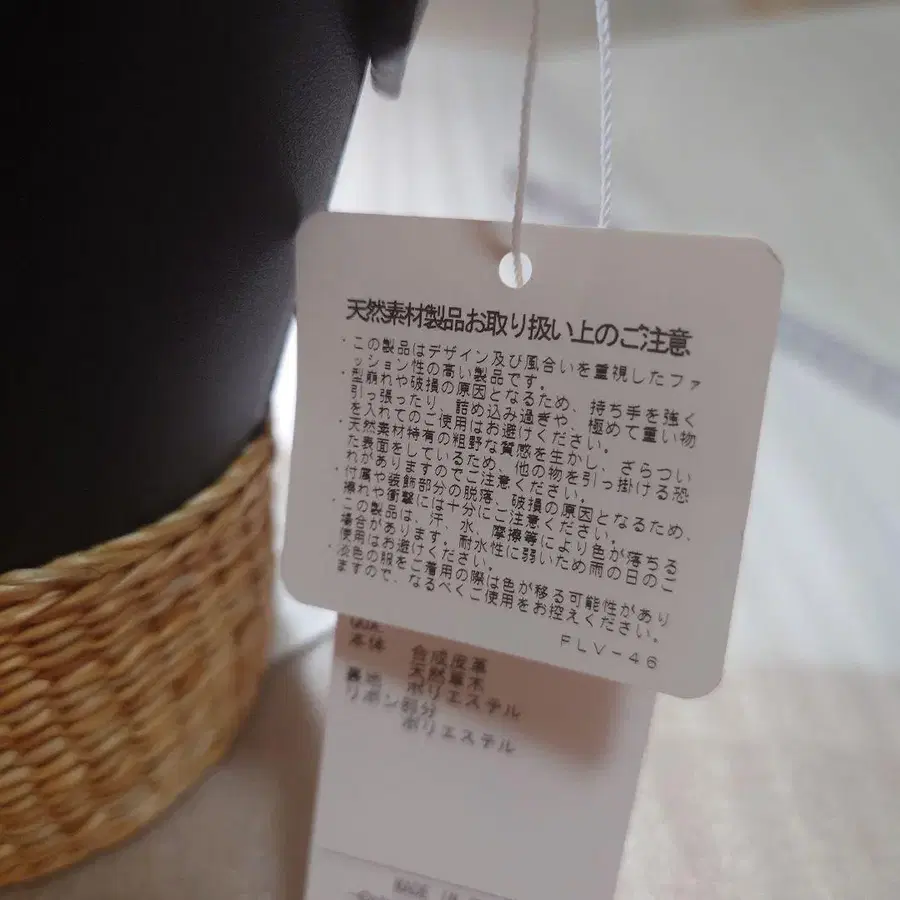 天然素材製品お取り扱い上のご注意
・この製品はデザイン及び風合いを重視したファ
ッション性の高い製品です。
・型崩れや破損の原因となるため、持ち手を強く
引っ張ったり、詰め込み過ぎや、極めて重い物
を入れてのご使用はお避けください。
・天然素材特有の粗野な質感を生かし、ざらつい
た表面をしているため、他の物を引っ掛ける恐
れがありますのでご注意ください。
・付属や装飾部分の脱落、破損の原因となるため、
擦れや衝撃には十分にご注意ください。
・この製品は、汗、水、摩擦等により色が落ちる
場合があります。耐水性に弱いため雨の日のご
使用はお避けください。
・淡色の服をご着用の際は色が移る可能性があり
ますので、なるべくご使用をお控えください。
FLV-46
本体 合成皮革
天然草木
裏地 ポリエステル
リボン部分
ポリエステル